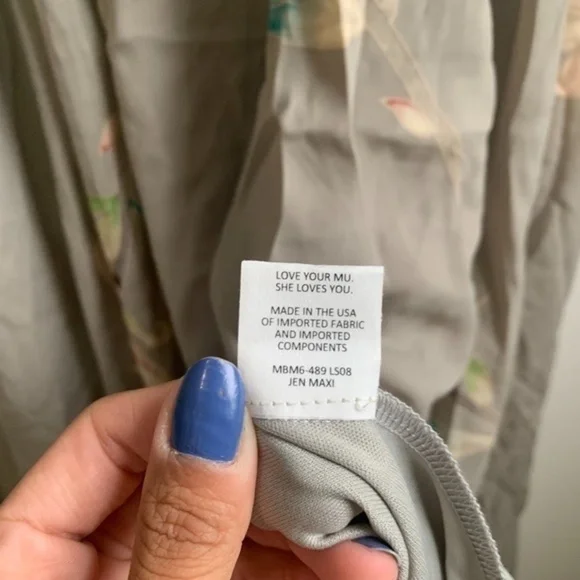 LOVE YOUR MU.
SHE LOVES YOU.
MADE IN THE USA
OF IMPORTED FABRIC
AND IMPORTED
COMPONENTS
MBM6-489 LS08
JEN MAXI